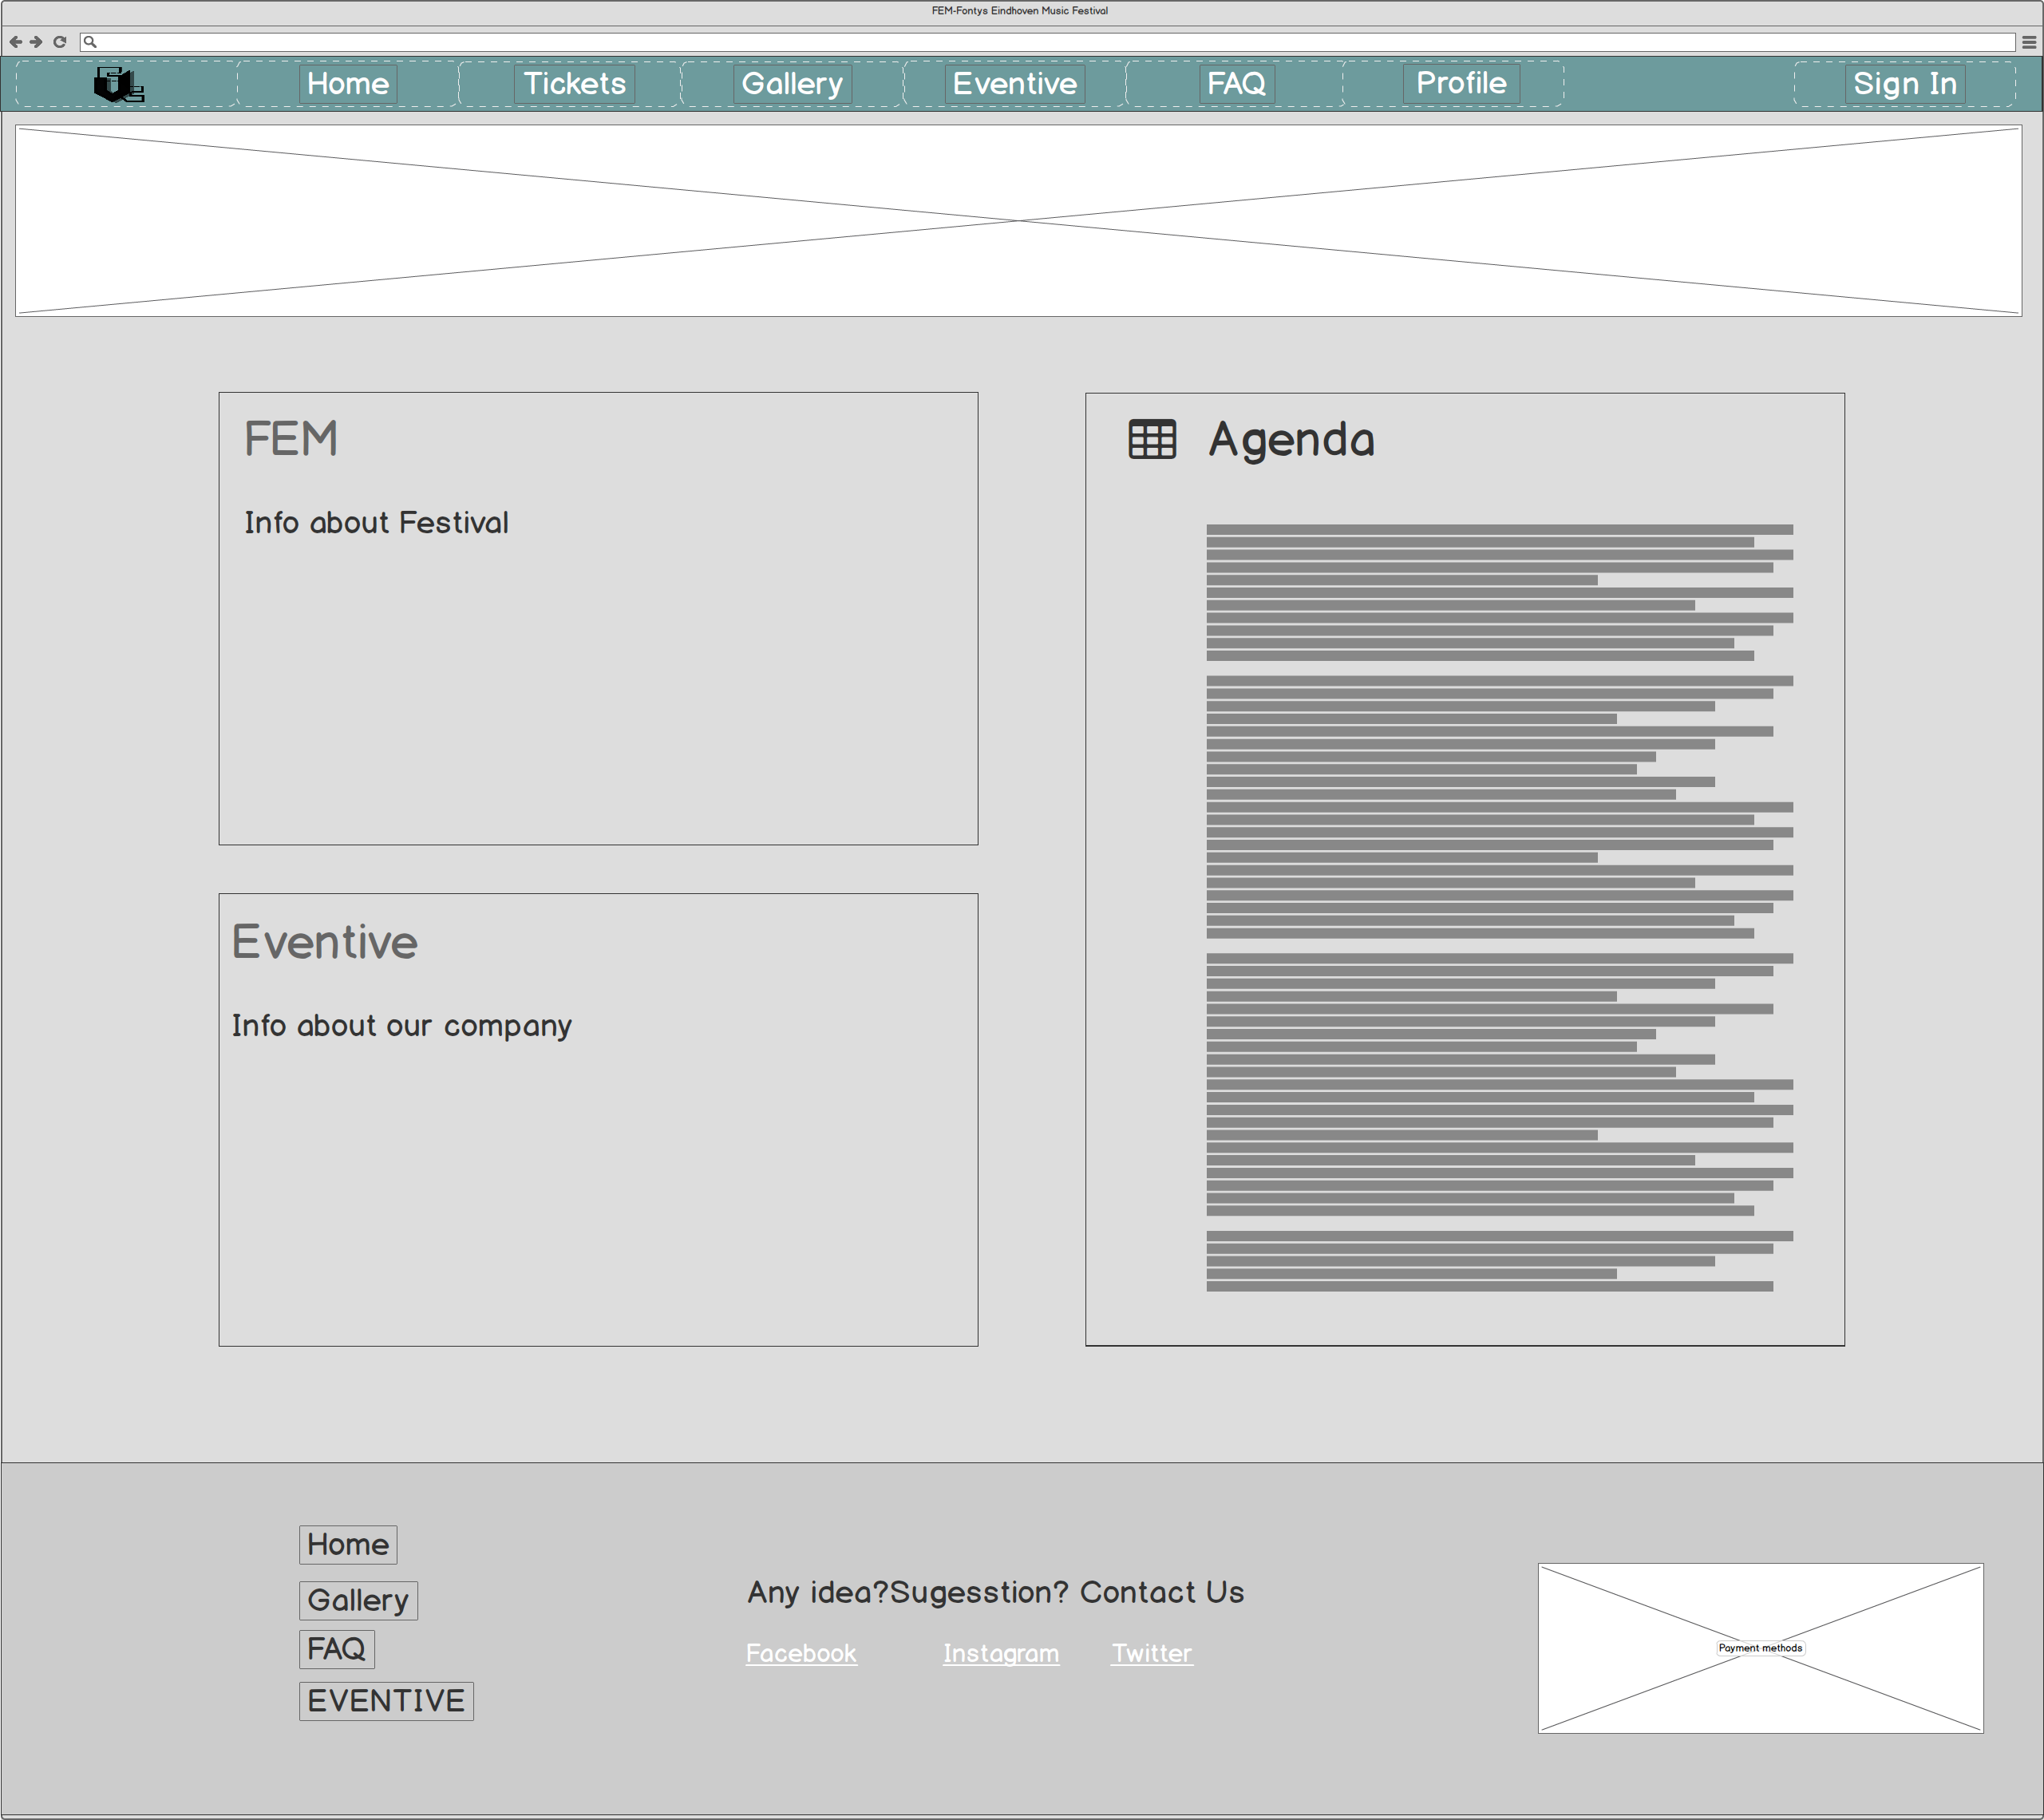 FEM-Fontys Eindhoven Music Festival
Home Tickets Gallery Eventive FAQ Profile Sign In
FEM
Info about Festival
Eventive
Info about our company
Agenda
Home
Gallery
FAQ
EVENTIVE
Any idea?Sugesstion? Contact Us
Facebook Instagram Twitter
Payment methods